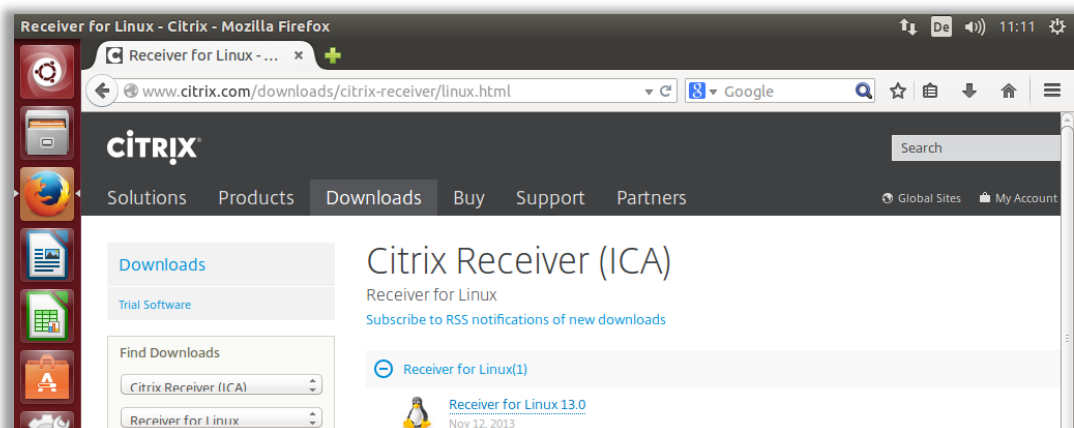 Receiver for Linux - Citrix - Mozilla Firefox
De 11:11
Receiver for Linux - ... ×
www.citrix.com/downloads/citrix-receiver/linux.html
Google
CITRIX
Search
Solutions Products Downloads Buy Support Partners
Global Sites My Account
Downloads
Trial Software
Find Downloads
Citrix Receiver (ICA)
Receiver for Linux
Citrix Receiver (ICA)
Receiver for Linux
Subscribe to RSS notifications of new downloads
Receiver for Linux(1)
Receiver for Linux 13.0
Nov 12, 2013